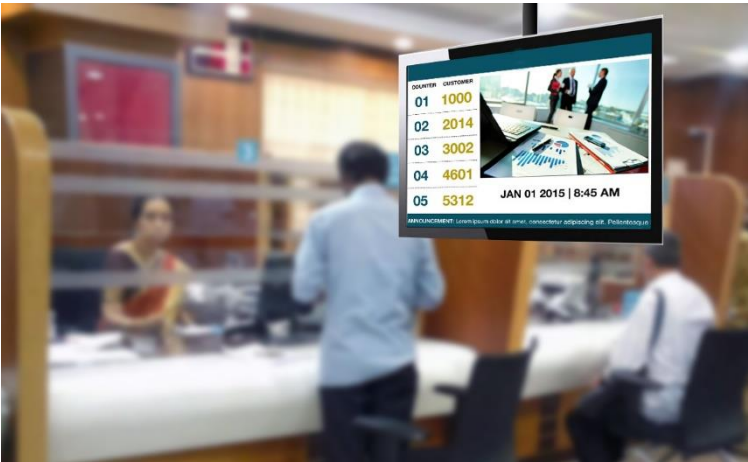 COUNTER CUSTOMER
01 1000
02 2014
03 3002
04 4601
05 5312
JAN 01 2015 | 8:45 AM
ANNOUNCEMENT: Lorem ipsum dolor sit amet, consectetur adipiscing elit. Pellentesque